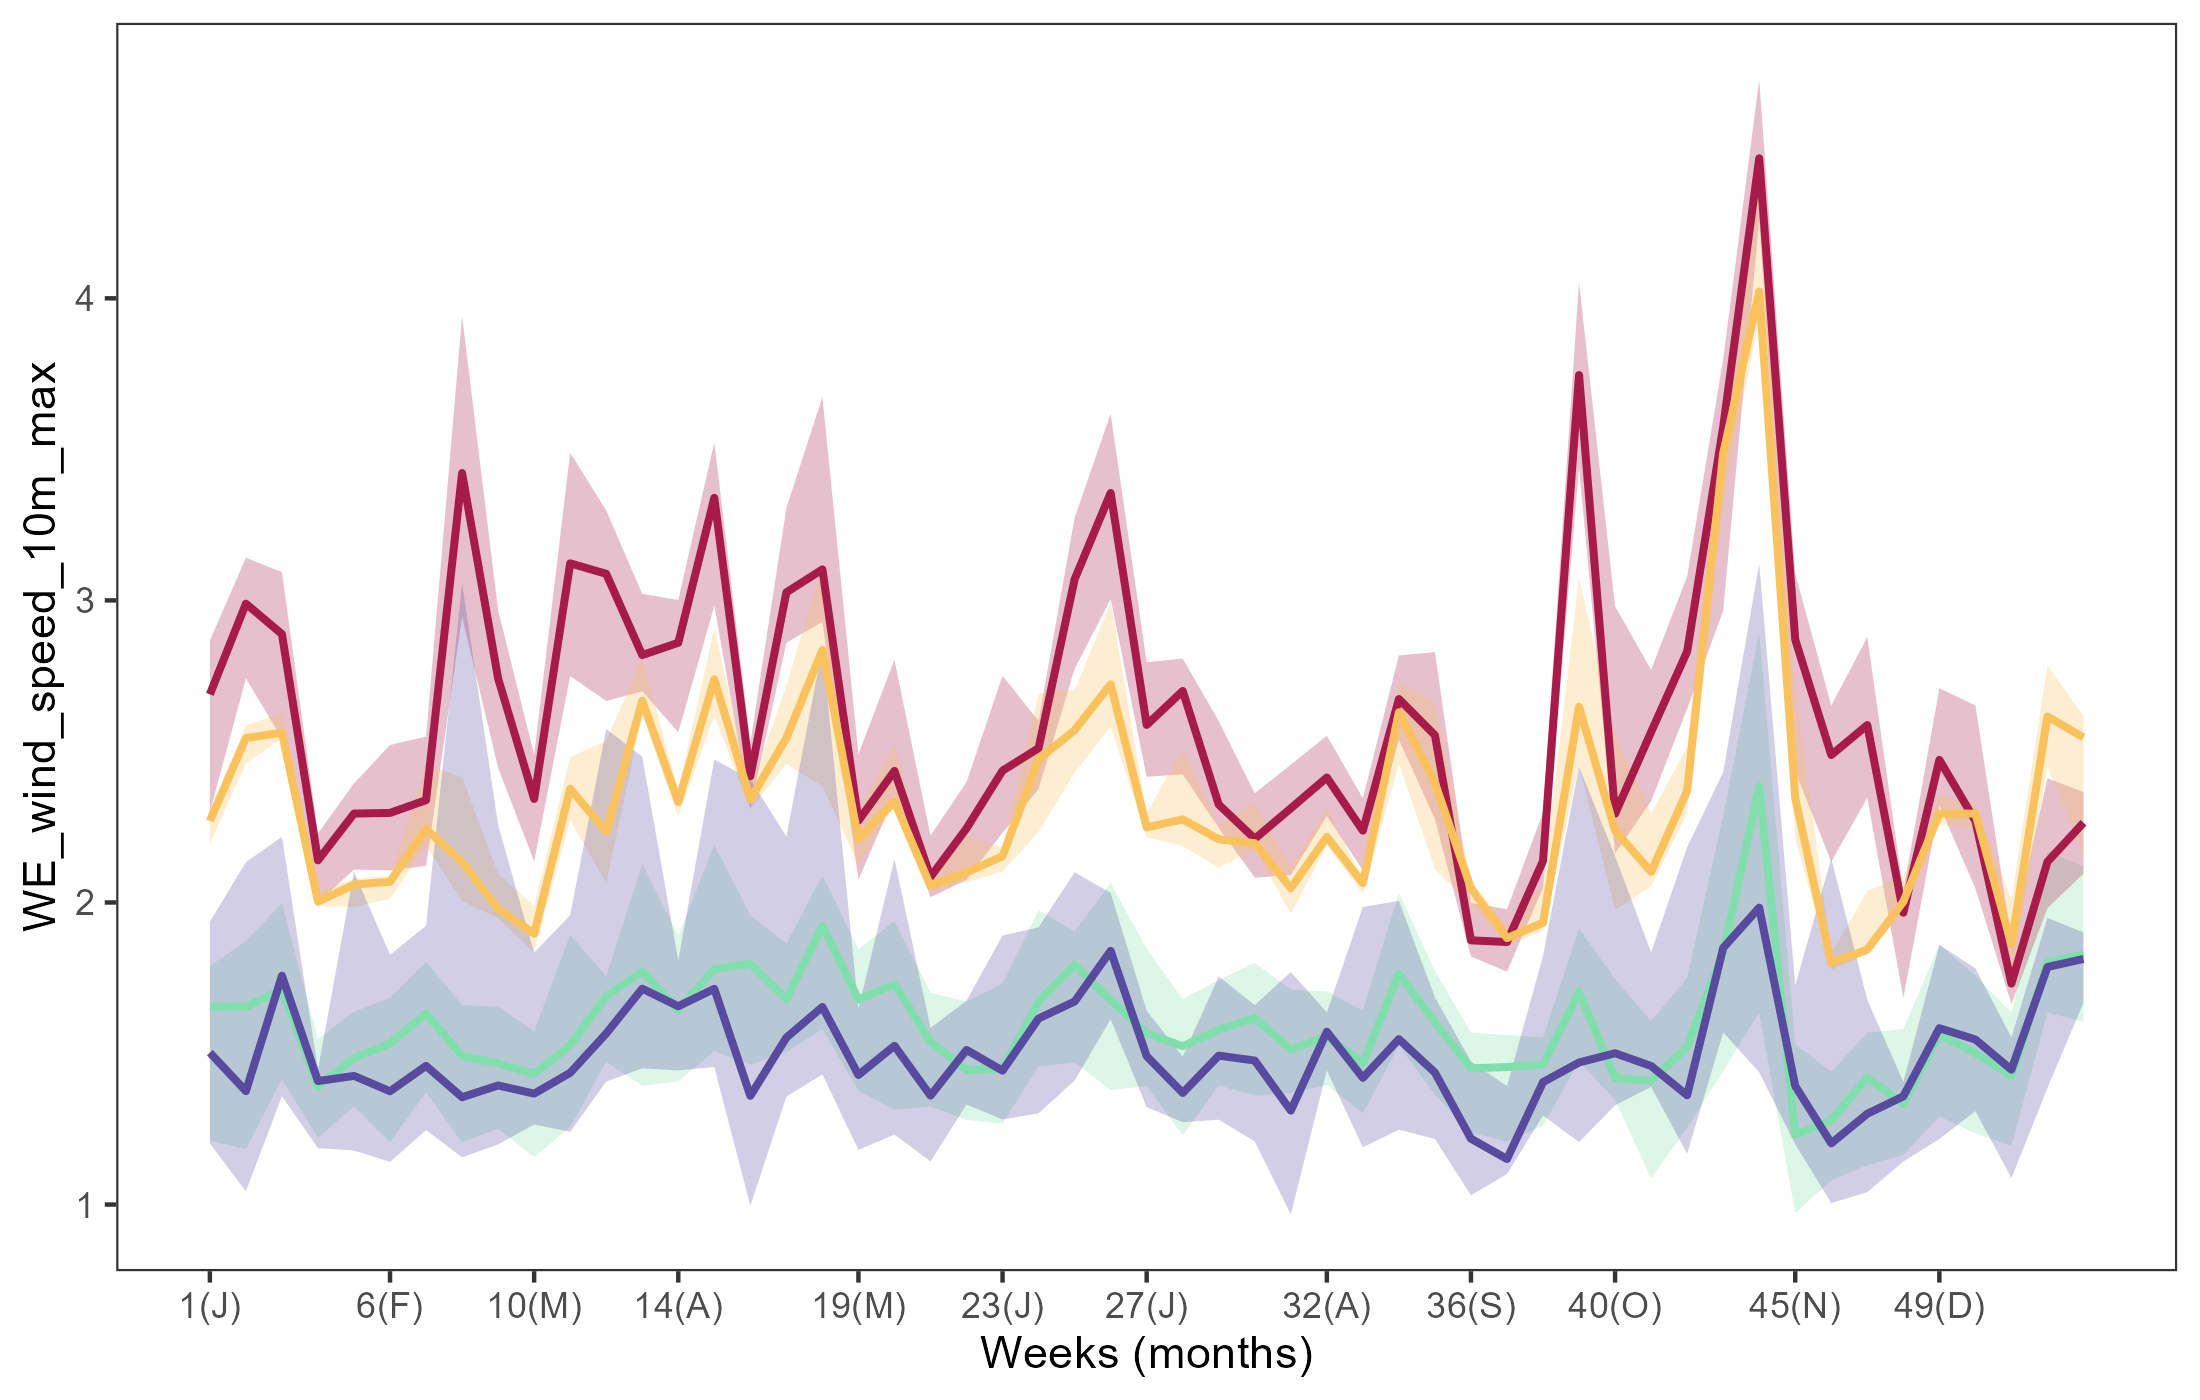 WE_wind_speed_10m_max
4
3
2
1
1(J) 6(F) 10(M) 14(A) 19(M) 23(J) 27(J) 32(A) 36(S) 40(O) 45(N) 49(D)
Weeks (months)